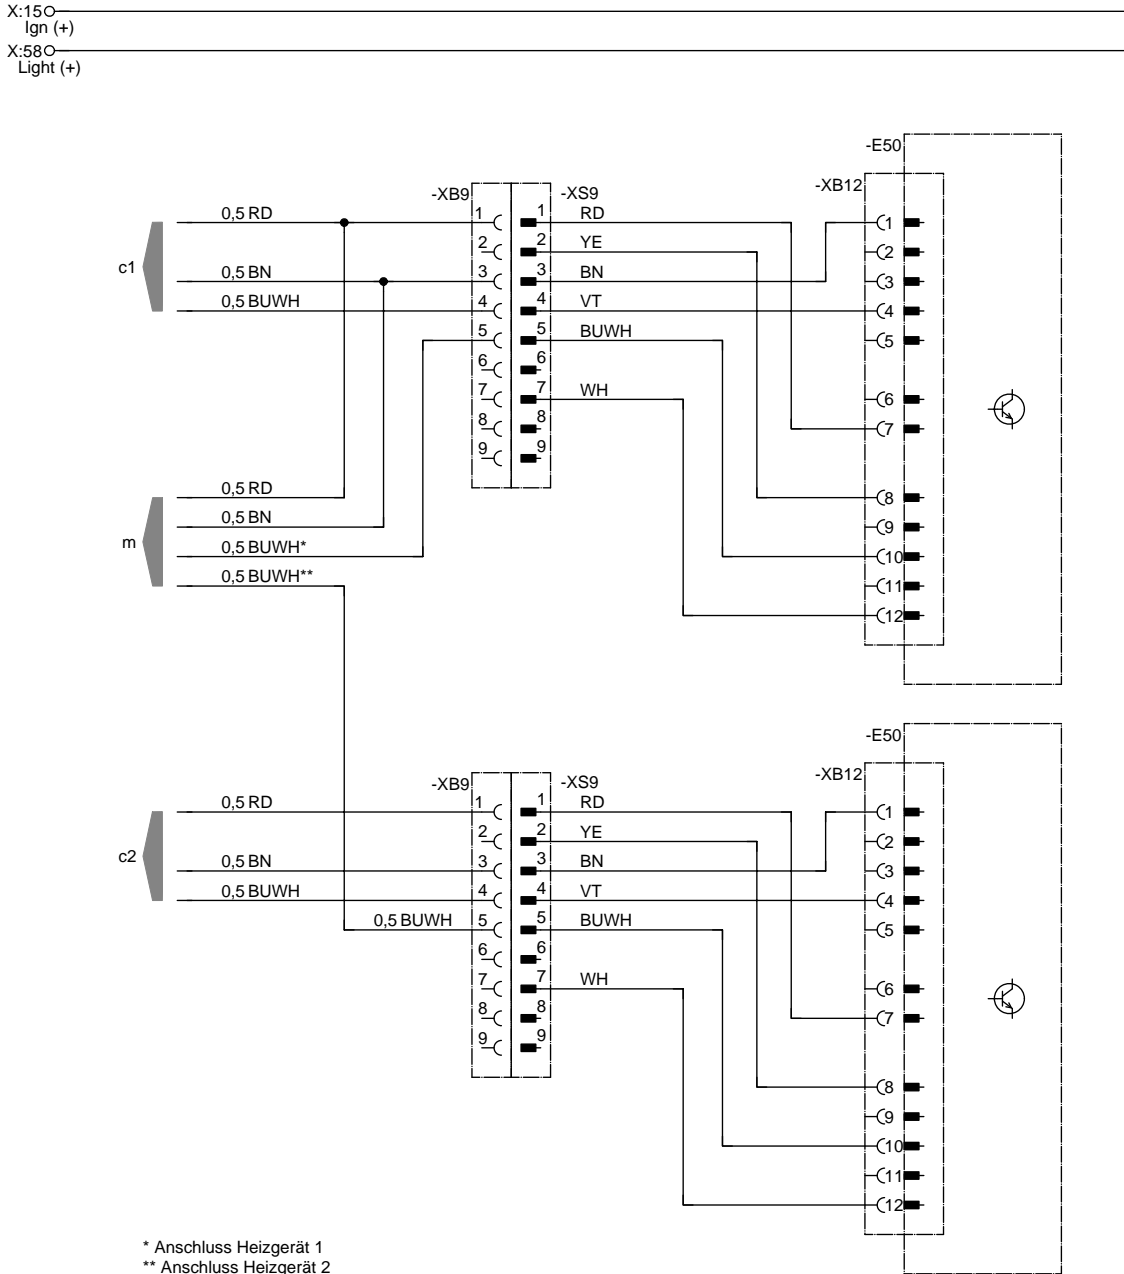 X:15
Ign (+)
X:58
Light (+)
-E50
-XB12
-XB9
-XS9
c1
0,5 RD
0,5 BN
0,5 BUWH
1
2
3
4
5
6
7
8
9
1
2
3
4
5
6
7
8
9
RD
YE
BN
VT
BUWH
WH
1
2
3
4
5
6
7
8
9
10
11
12
m
0,5 RD
0,5 BN
0,5 BUWH*
0,5 BUWH**
-E50
-XB12
-XB9
-XS9
c2
0,5 RD
0,5 BN
0,5 BUWH
0,5 BUWH
1
2
3
4
5
6
7
8
9
1
2
3
4
5
6
7
8
9
RD
YE
BN
VT
BUWH
WH
1
2
3
4
5
6
7
8
9
10
11
12
* Anschluss Heizgerät 1
** Anschluss Heizgerät 2